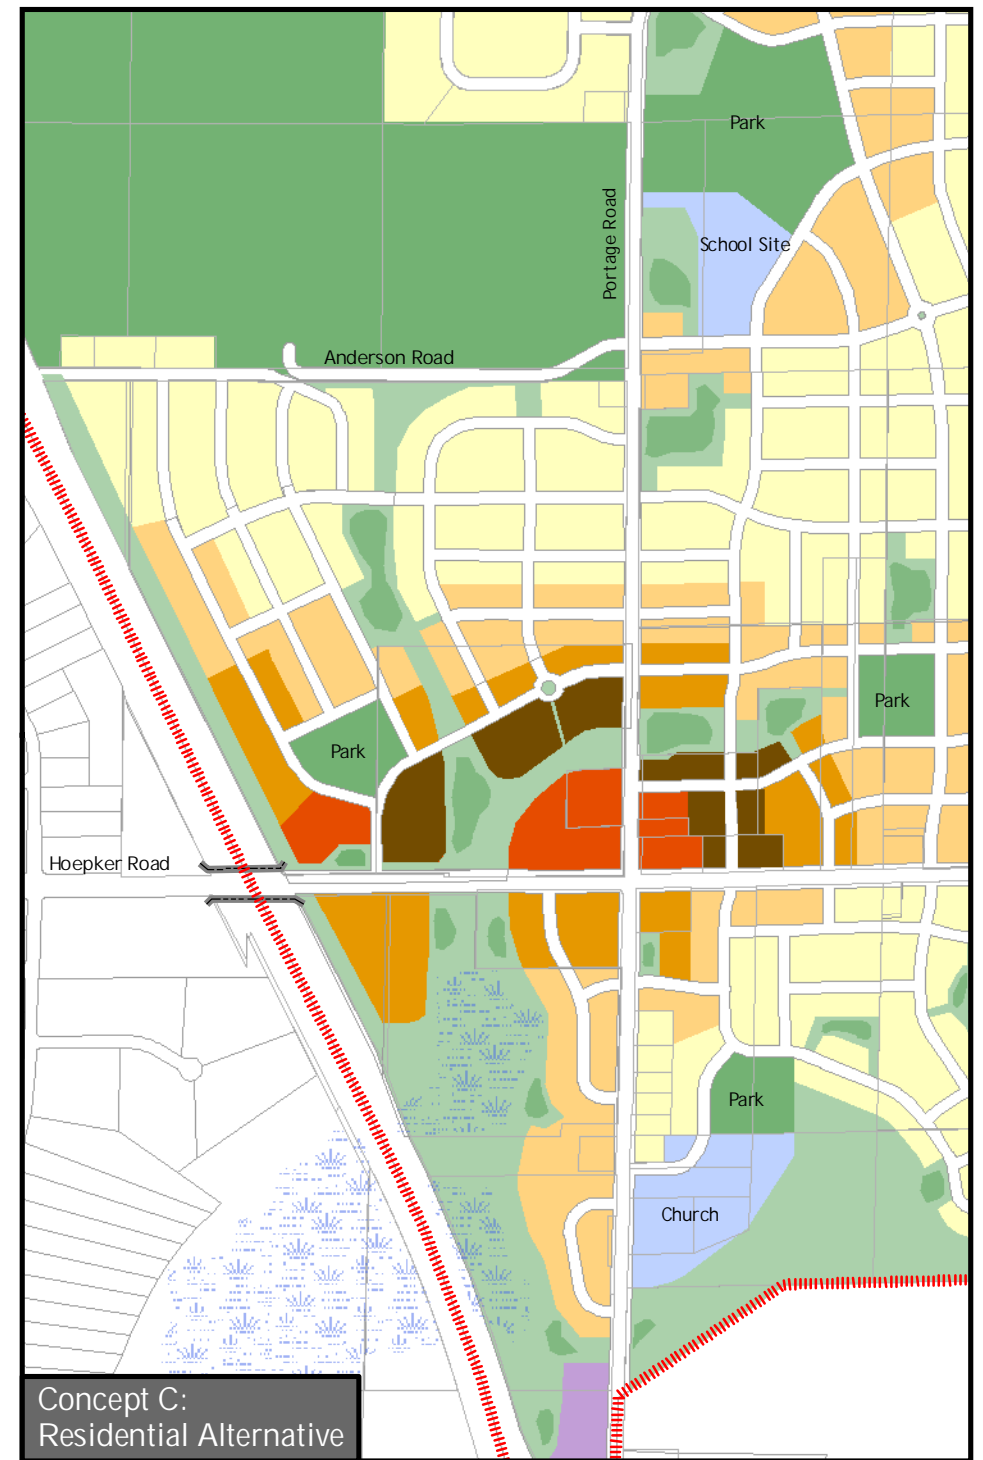 Park
Portage Road
School Site
Anderson Road
Park
Park
Hoepker Road
Park
Church
Concept C:
Residential Alternative